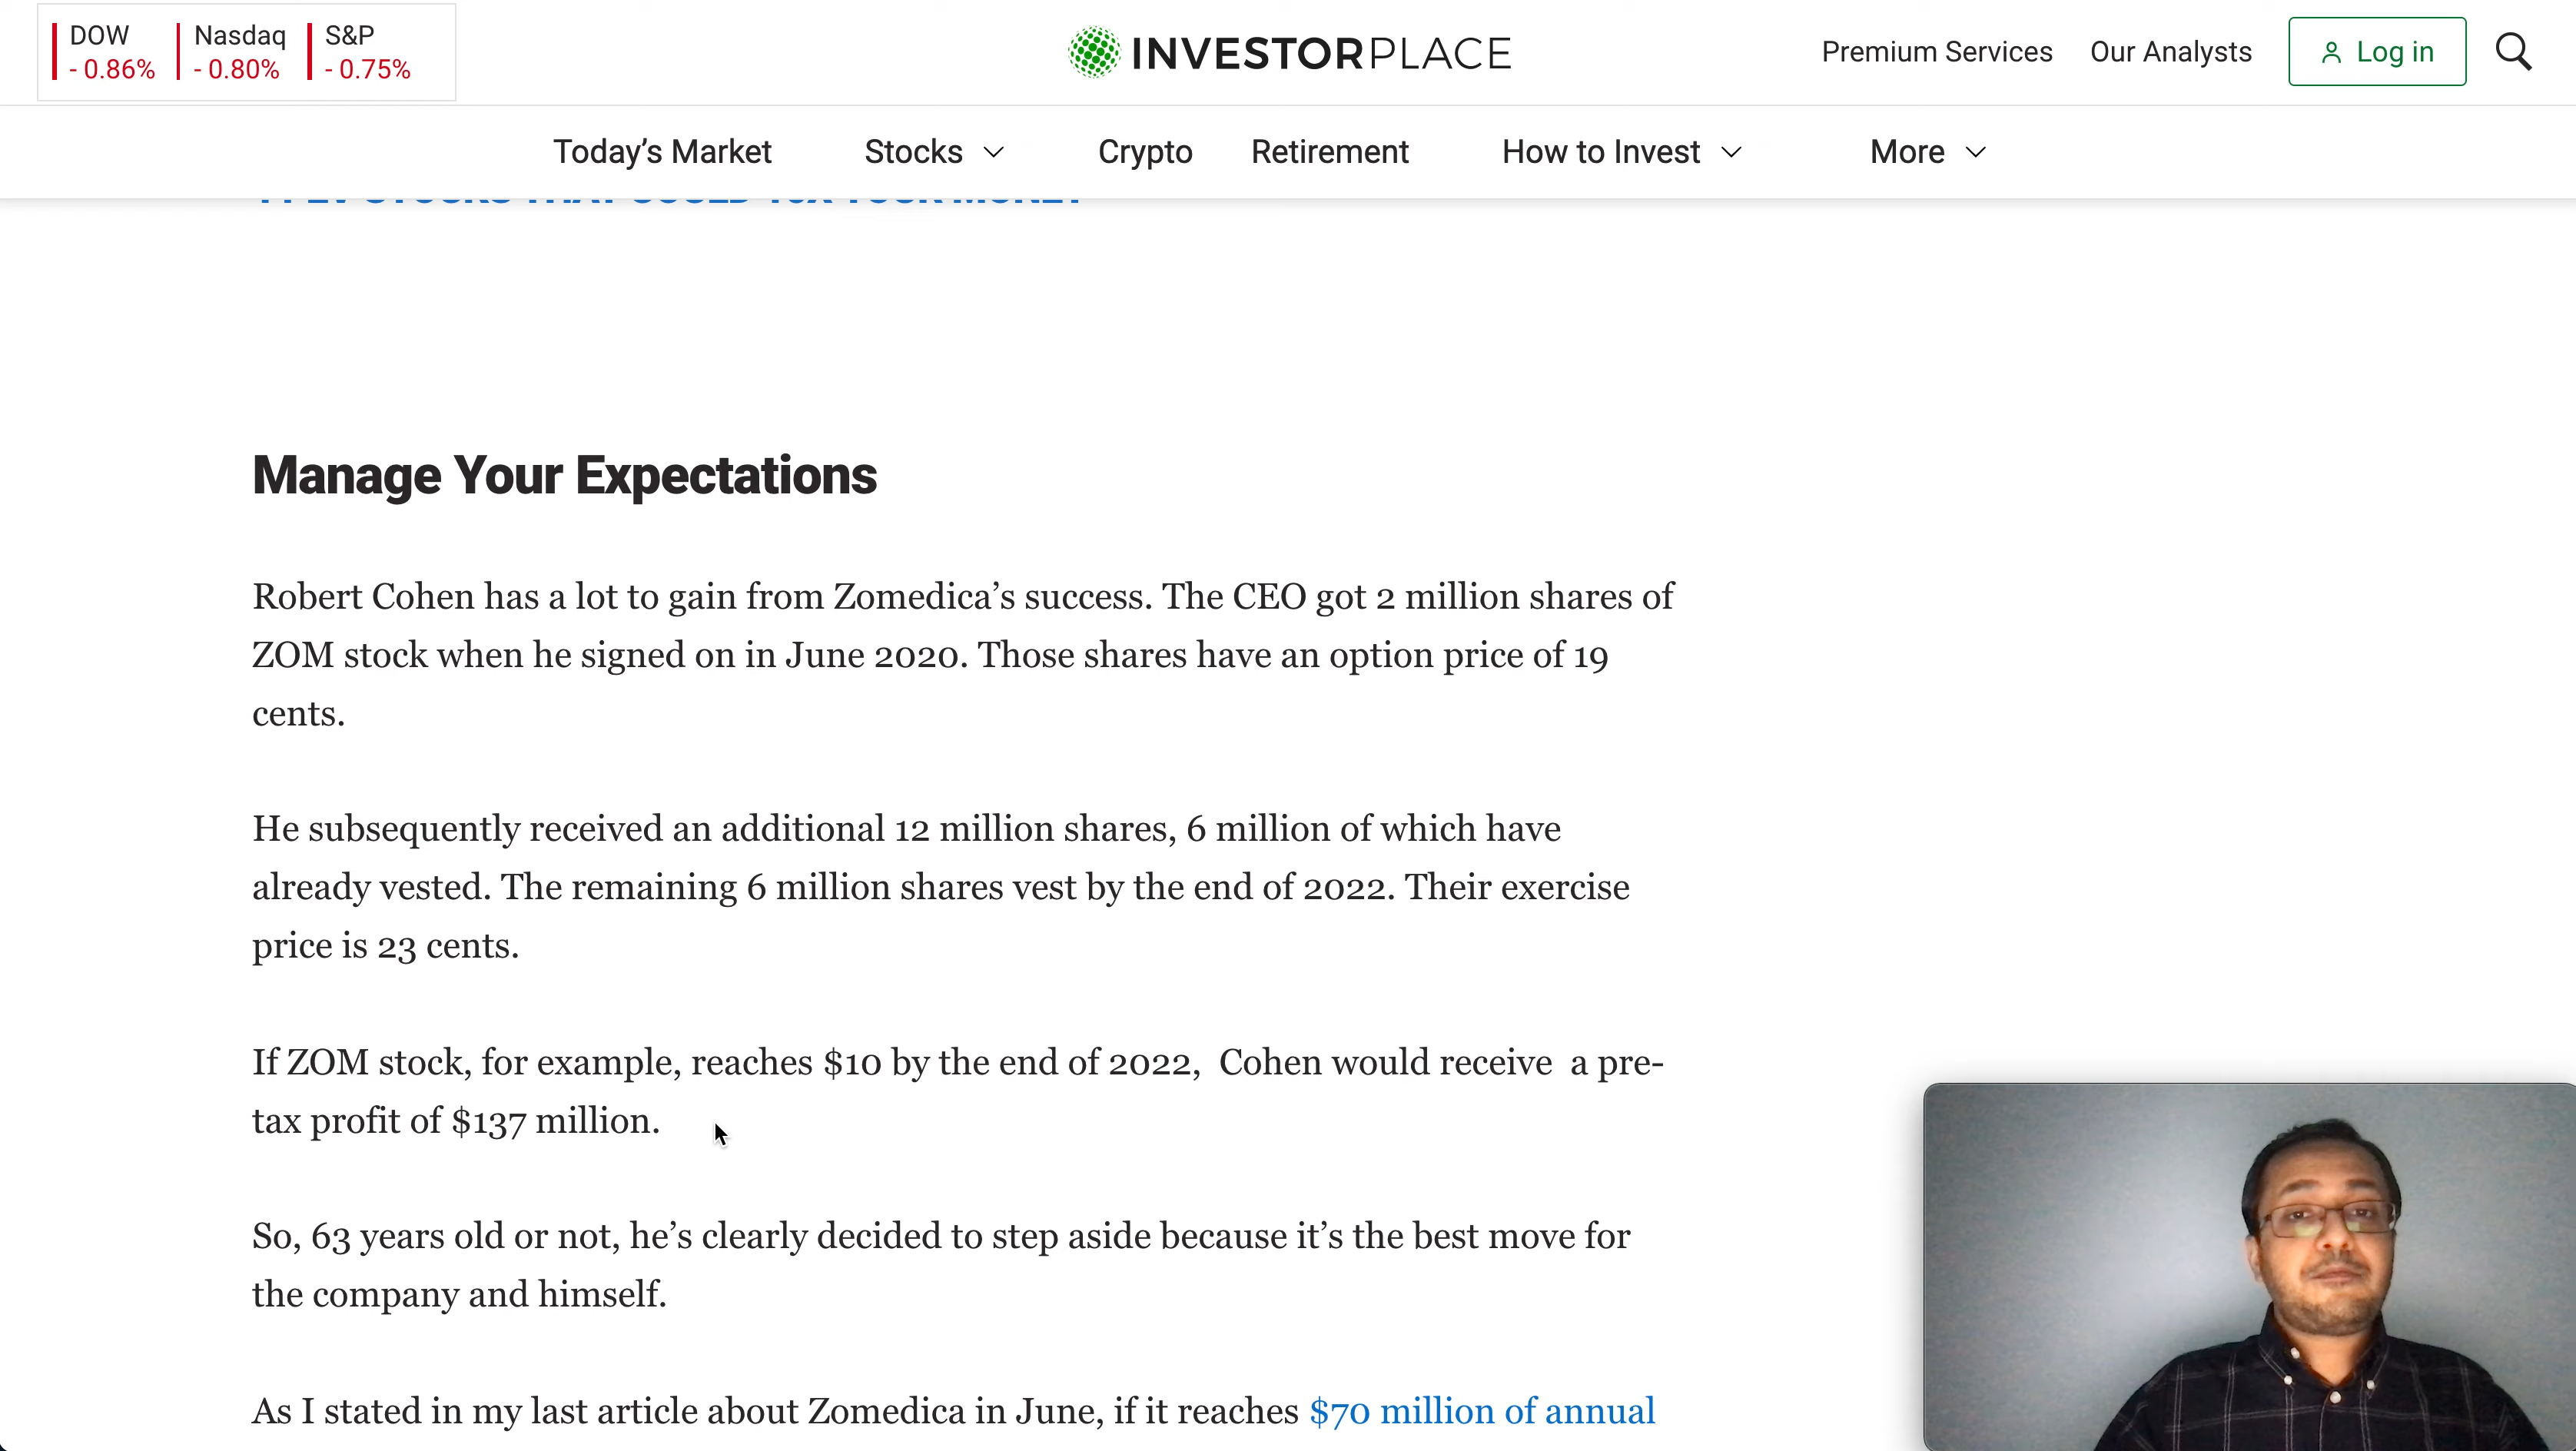 DOW Nasdaq S&P
- 0.86% - 0.80% - 0.75%
INVESTORPLACE
Premium Services Our Analysts Log in
Today’s Market Stocks Crypto Retirement How to Invest More
Manage Your Expectations
Robert Cohen has a lot to gain from Zomedica’s success. The CEO got 2 million shares of
ZOM stock when he signed on in June 2020. Those shares have an option price of 19
cents.
He subsequently received an additional 12 million shares, 6 million of which have
already vested. The remaining 6 million shares vest by the end of 2022. Their exercise
price is 23 cents.
If ZOM stock, for example, reaches $10 by the end of 2022, Cohen would receive a pre-
tax profit of $137 million.
So, 63 years old or not, he’s clearly decided to step aside because it’s the best move for
the company and himself.
As I stated in my last article about Zomedica in June, if it reaches $70 million of annual